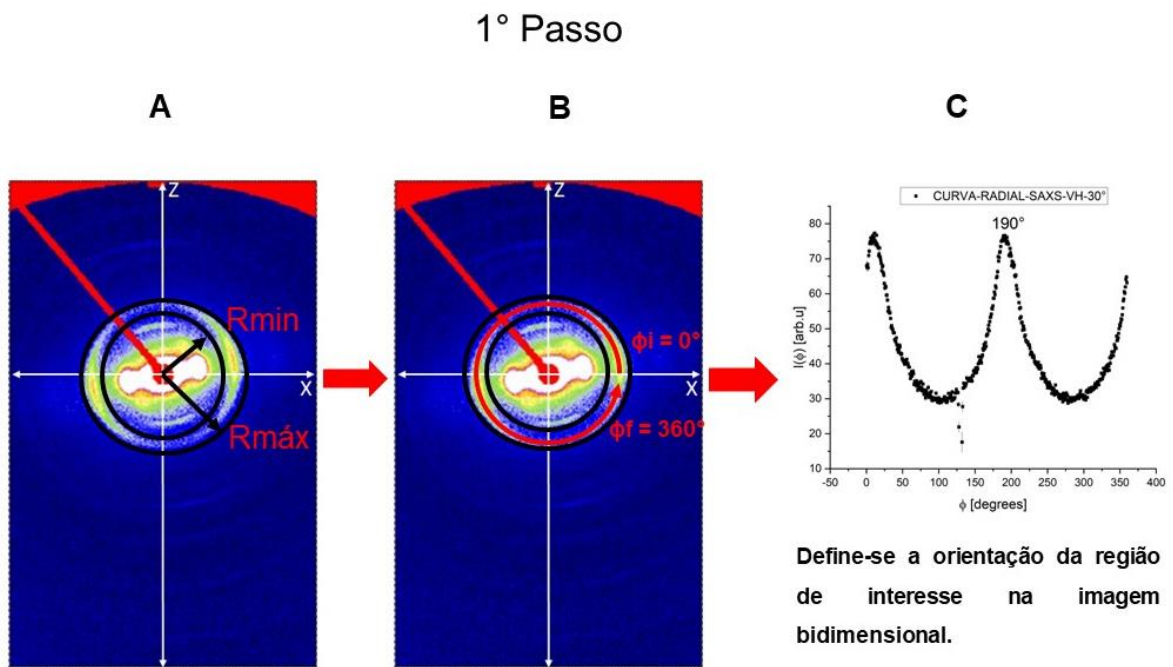 1° Passo
A
B
C
Z
X
Rmin
Rmáx
Z
X
ϕi = 0°
ϕf = 360°
CURVA-RADIAL-SAXS-VH-30°
190°
80
70
60
50
40
30
20
10
I(ϕ) [arb.u]
-50 0 50 100 150 200 250 300 350 400
ϕ [degrees]
Define-se a orientação da região
de interesse na imagem
bidimensional.